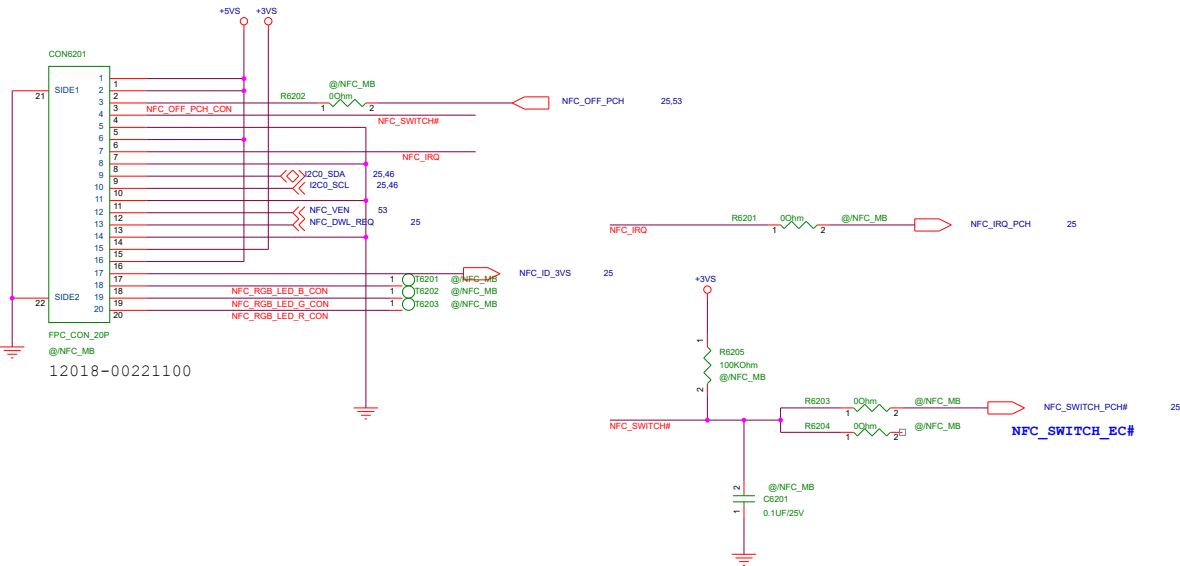 +5VS +3VS
CON6201
1 1
2 2
3 3
4 4
5 5
6 6
7 7
8 8
9 9
10 10
11 11
12 12
13 13
14 14
15 15
16 16
17 17
18 18
19 19
20 20
SIDE1
21
SIDE2
22
FPC_CON_20P
@/NFC_MB
12018-00221100
@/NFC_MB
R6202 0Ohm
1 2
NFC_OFF_PCH_CON
NFC_OFF_PCH 25,53
NFC_SWITCH#
NFC_IRQ
I2C0_SDA 25,46
I2C0_SCL 25,46
NFC_VEN 53
NFC_DWL_REQ 25
NFC_ID_3VS 25
1 T6201 @/NFC_MB
NFC_RGB_LED_B_CON 1 T6202 @/NFC_MB
NFC_RGB_LED_G_CON 1 T6203 @/NFC_MB
NFC_RGB_LED_R_CON
R6201 0Ohm @/NFC_MB
NFC_IRQ 1 2
NFC_IRQ_PCH 25
+3VS
1
R6205
100KOhm
@/NFC_MB
2
NFC_SWITCH#
R6203 0Ohm @/NFC_MB
1 2
NFC_SWITCH_PCH# 25
R6204 0Ohm @/NFC_MB
1 2
NFC_SWITCH_EC#
2 @/NFC_MB
C6201
1 0.1UF/25V